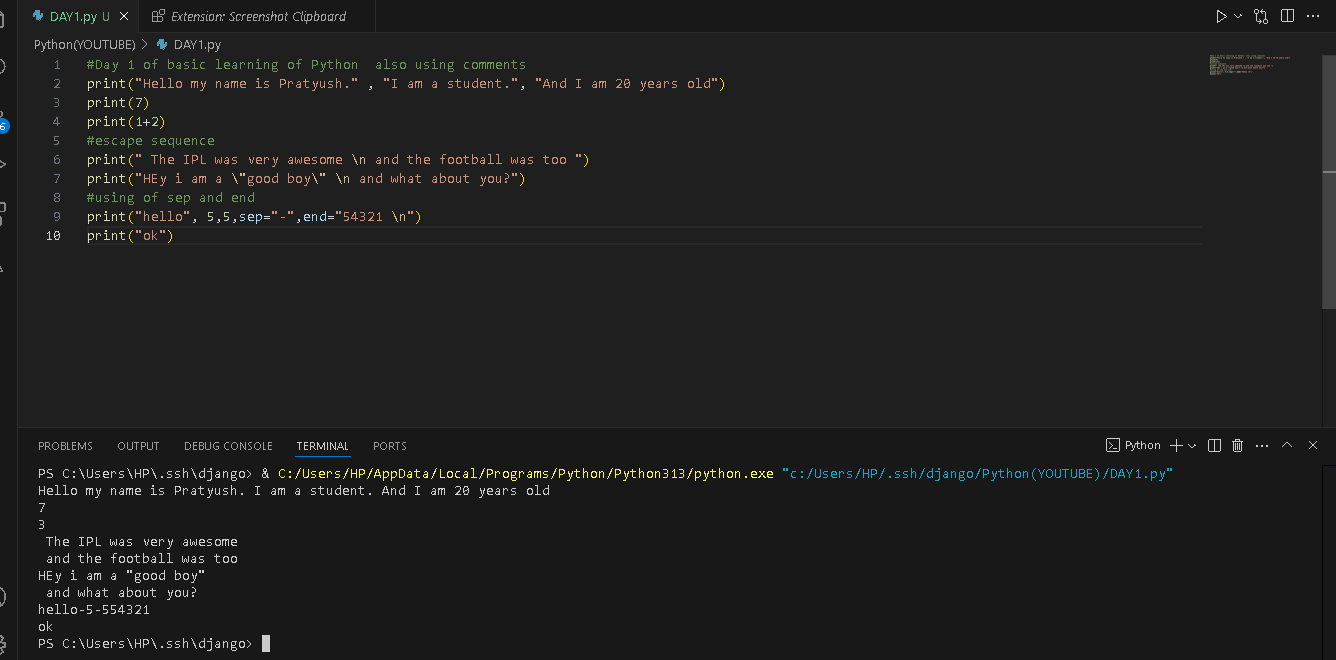 DAY1.py U
Extension: Screenshot Clipboard
Python(YOUTUBE) > DAY1.py
1 #Day 1 of basic learning of Python  also using comments
2 print("Hello my name is Pratyush." , "I am a student.", "And I am 20 years old")
3 print(7)
4 print(1+2)
5 #escape sequence
6 print(" The IPL was very awesome \n and the football was too ")
7 print("HEy i am a \"good boy\" \n and what about you?")
8 #using of sep and end
9 print("hello", 5,5,sep="-",end="54321 \n")
10 print("ok")
6
PROBLEMS OUTPUT DEBUG CONSOLE TERMINAL PORTS
Python
PS C:\Users\HP\.ssh\django> & C:/Users/HP/AppData/Local/Programs/Python/Python313/python.exe "c:/Users/HP/.ssh/django/Python(YOUTUBE)/DAY1.py"
Hello my name is Pratyush. I am a student. And I am 20 years old
7
3
 The IPL was very awesome
 and the football was too
HEy i am a "good boy"
 and what about you?
hello-5-554321
ok
PS C:\Users\HP\.ssh\django>